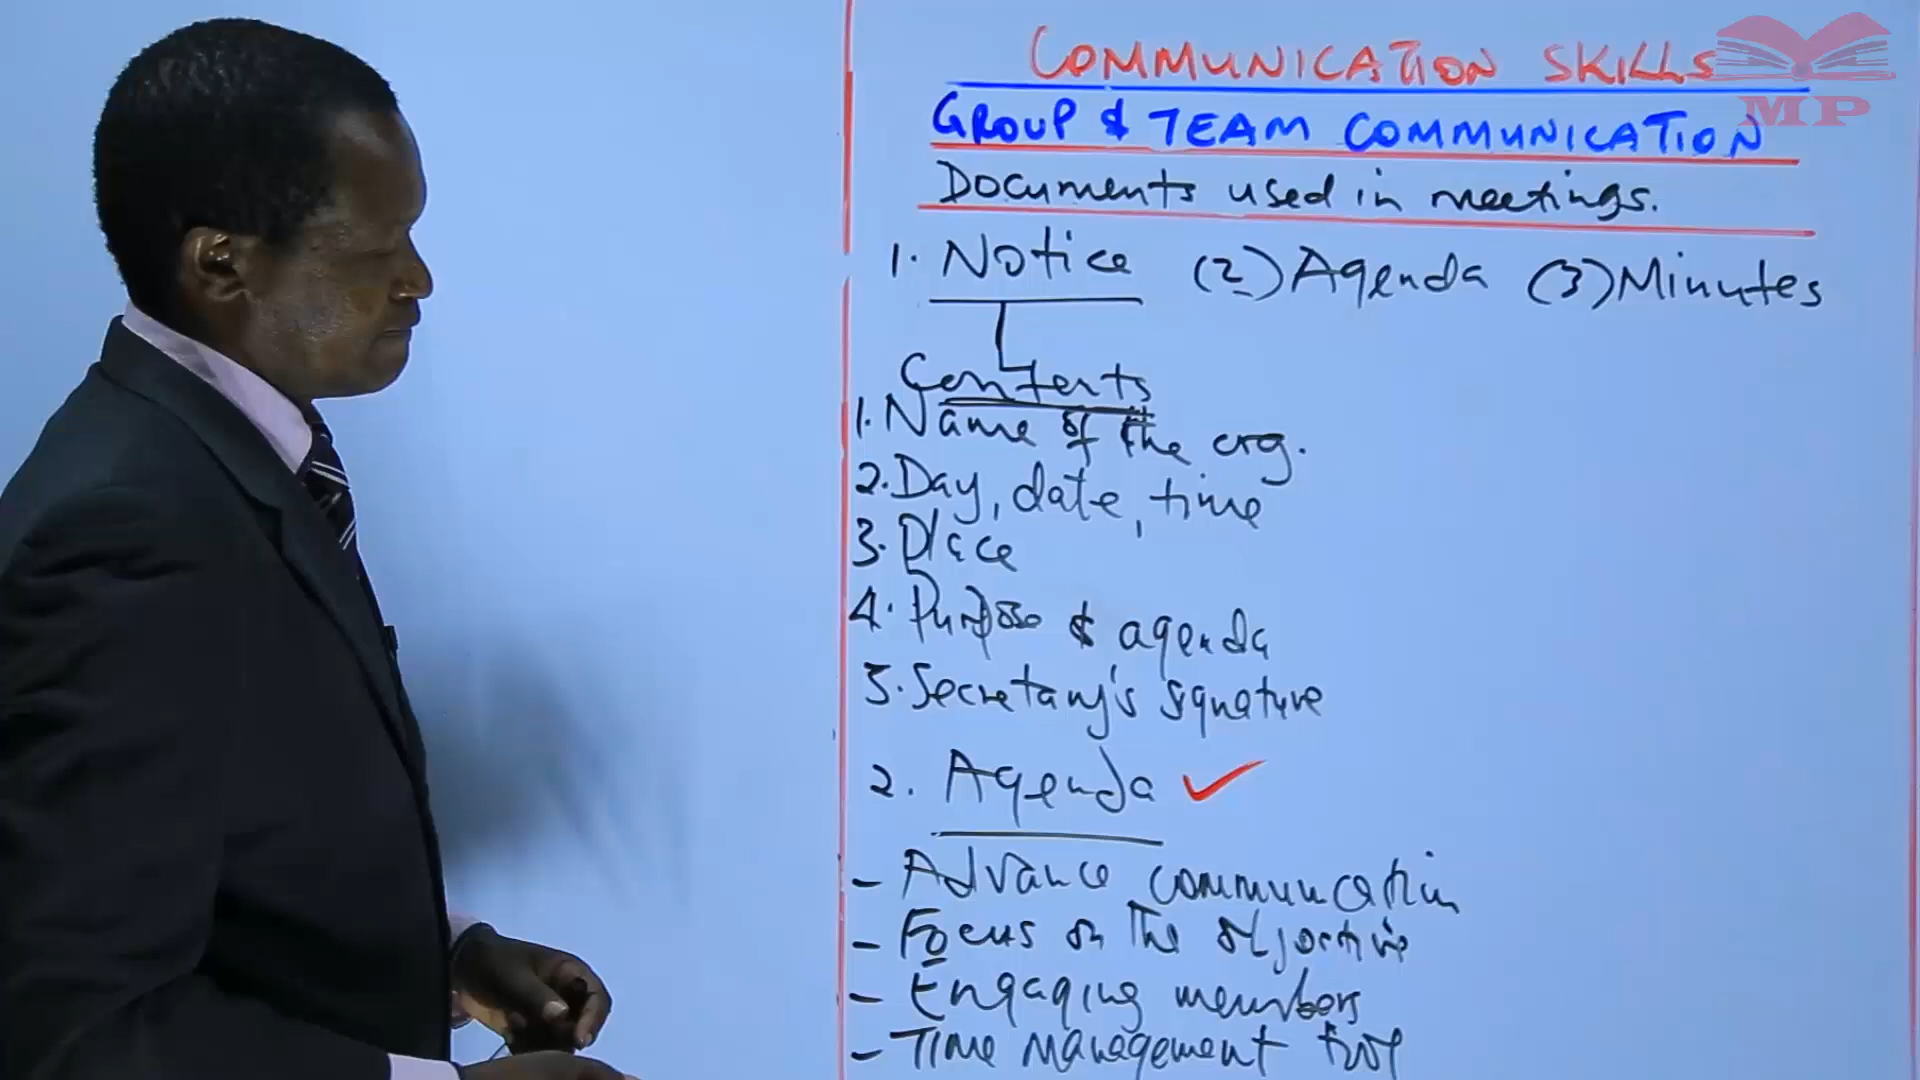 COMMUNICATION SKILLS
MP
GROUP & TEAM COMMUNICATION
Documents used in meetings.
1. Notice (2) Agenda (3) Minutes
Contents
1. Name of the org.
2. Day, date, time
3. Place
4. Purpose & agenda
5. Secretary's signature
2. Agenda ✓
- Advance communication
- Focus on the objective
- Engaging members
- Time management tool